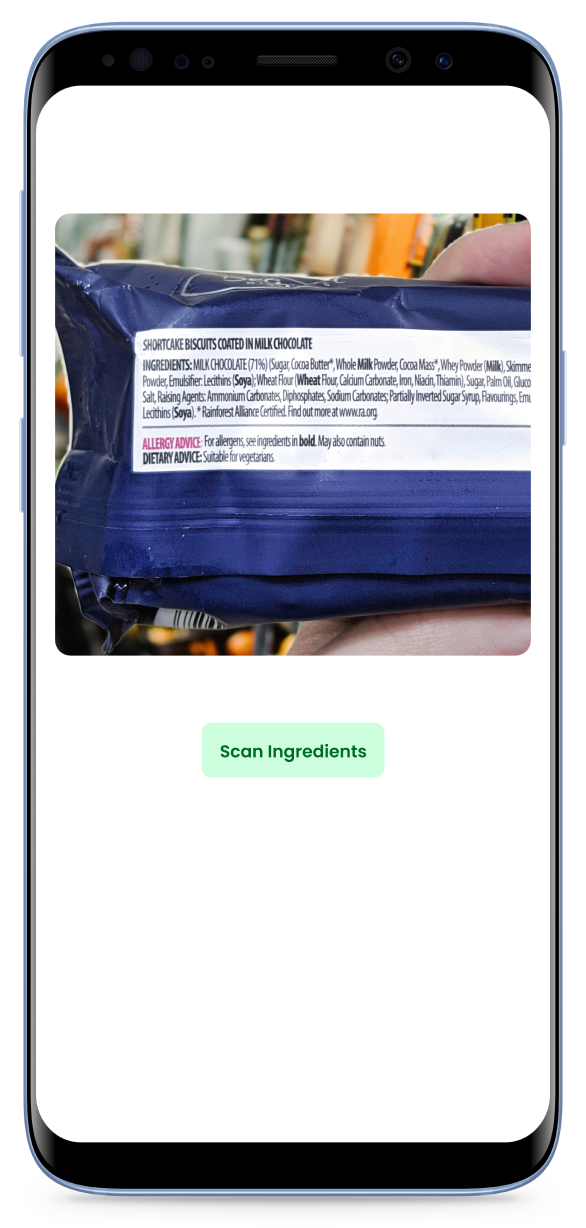 SHORTCAKE BISCUITS COATED IN MILK CHOCOLATE
INGREDIENTS: MILK CHOCOLATE (71%) (Sugar, Cocoa Butter*, Whole Milk Powder, Cocoa Mass*, Whey Powder (Milk), Skimme
Powder, Emulsifier: Lecithins (Soya); Wheat Flour (Wheat Flour, Calcium Carbonate, Iron, Niacin, Thiamin), Sugar, Palm Oil, Gluco
Salt, Raising Agents: Ammonium Carbonates, Diphosphates, Sodium Carbonates; Partially Inverted Sugar Syrup, Flavourings, Emu
Lecithins (Soya). * Rainforest Alliance Certified. Find out more at www.ra.org.
ALLERGY ADVICE: For allergens, see ingredients in bold. May also contain nuts.
DIETARY ADVICE: Suitable for vegetarians.
Scan Ingredients